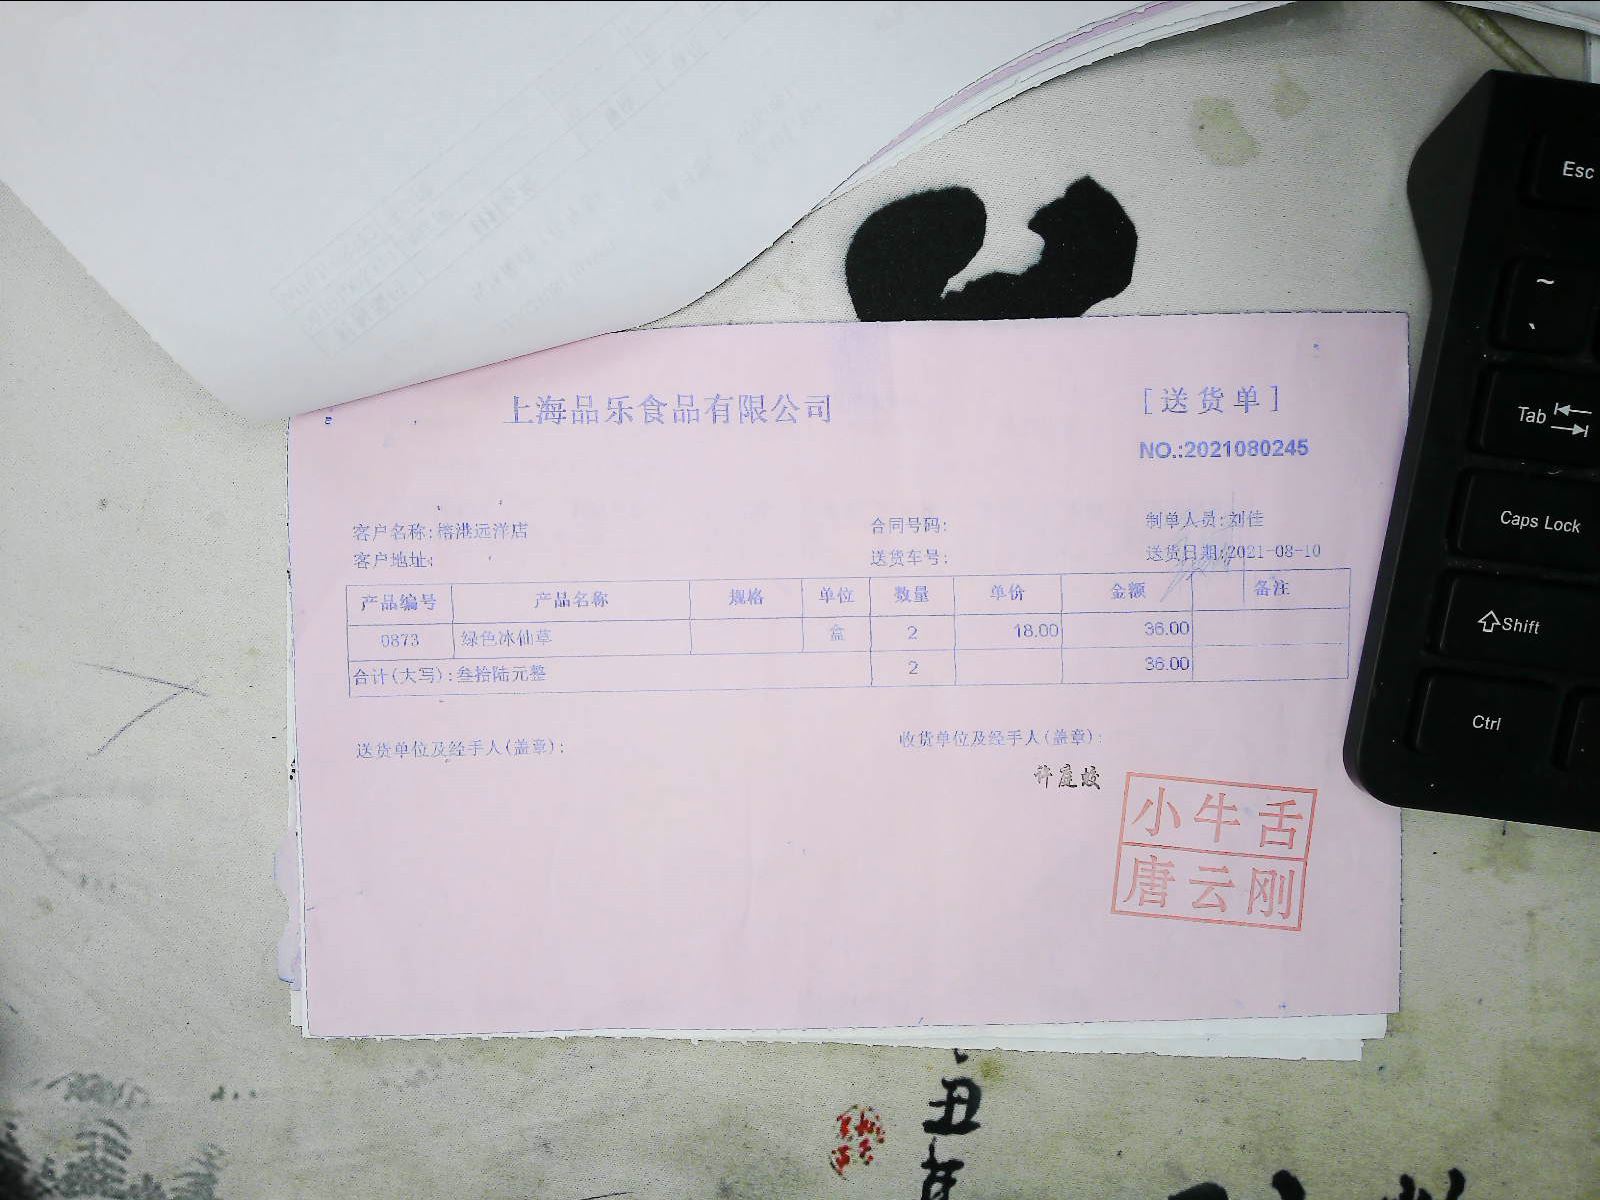 上海品乐食品有限公司
[送货单]
NO.:2021080245
客户名称:榕港远洋店
合同号码:
制单人员:刘佳
客户地址:
送货车号:
送货日期:2021-08-10
产品编号 产品名称 规格 单位 数量 单价 金额 备注
0873 绿色冰仙草 盒 2 18.00 36.00
合计(大写):叁拾陆元整 2 36.00
送货单位及经手人(盖章):
收货单位及经手人(盖章):
许庭蛟
小牛舌
唐云刚
Esc
~
`
Tab
Caps Lock
Shift
Ctrl
丑